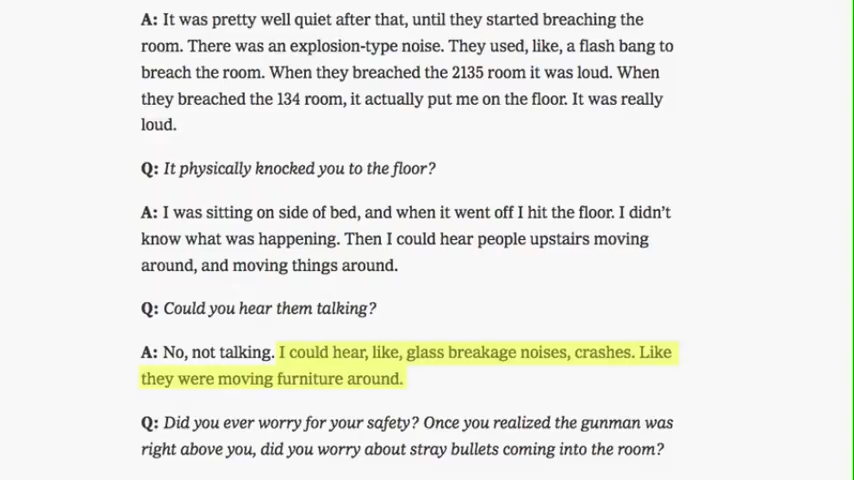 A: It was pretty well quiet after that, until they started breaching the
room. There was an explosion-type noise. They used, like, a flash bang to
breach the room. When they breached the 2135 room it was loud. When
they breached the 134 room, it actually put me on the floor. It was really
loud.
Q: It physically knocked you to the floor?
A: I was sitting on side of bed, and when it went off I hit the floor. I didn't
know what was happening. Then I could hear people upstairs moving
around, and moving things around.
Q: Could you hear them talking?
A: No, not talking. I could hear, like, glass breakage noises, crashes. Like
they were moving furniture around.
Q: Did you ever worry for your safety? Once you realized the gunman was
right above you, did you worry about stray bullets coming into the room?